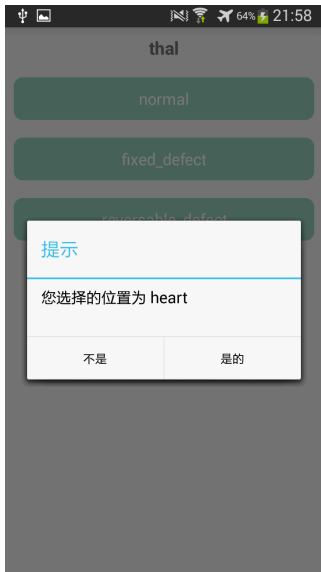 64% 21:58
thal
normal
fixed_defect
reversable_defect
提示
您选择的位置为 heart
不是
是的